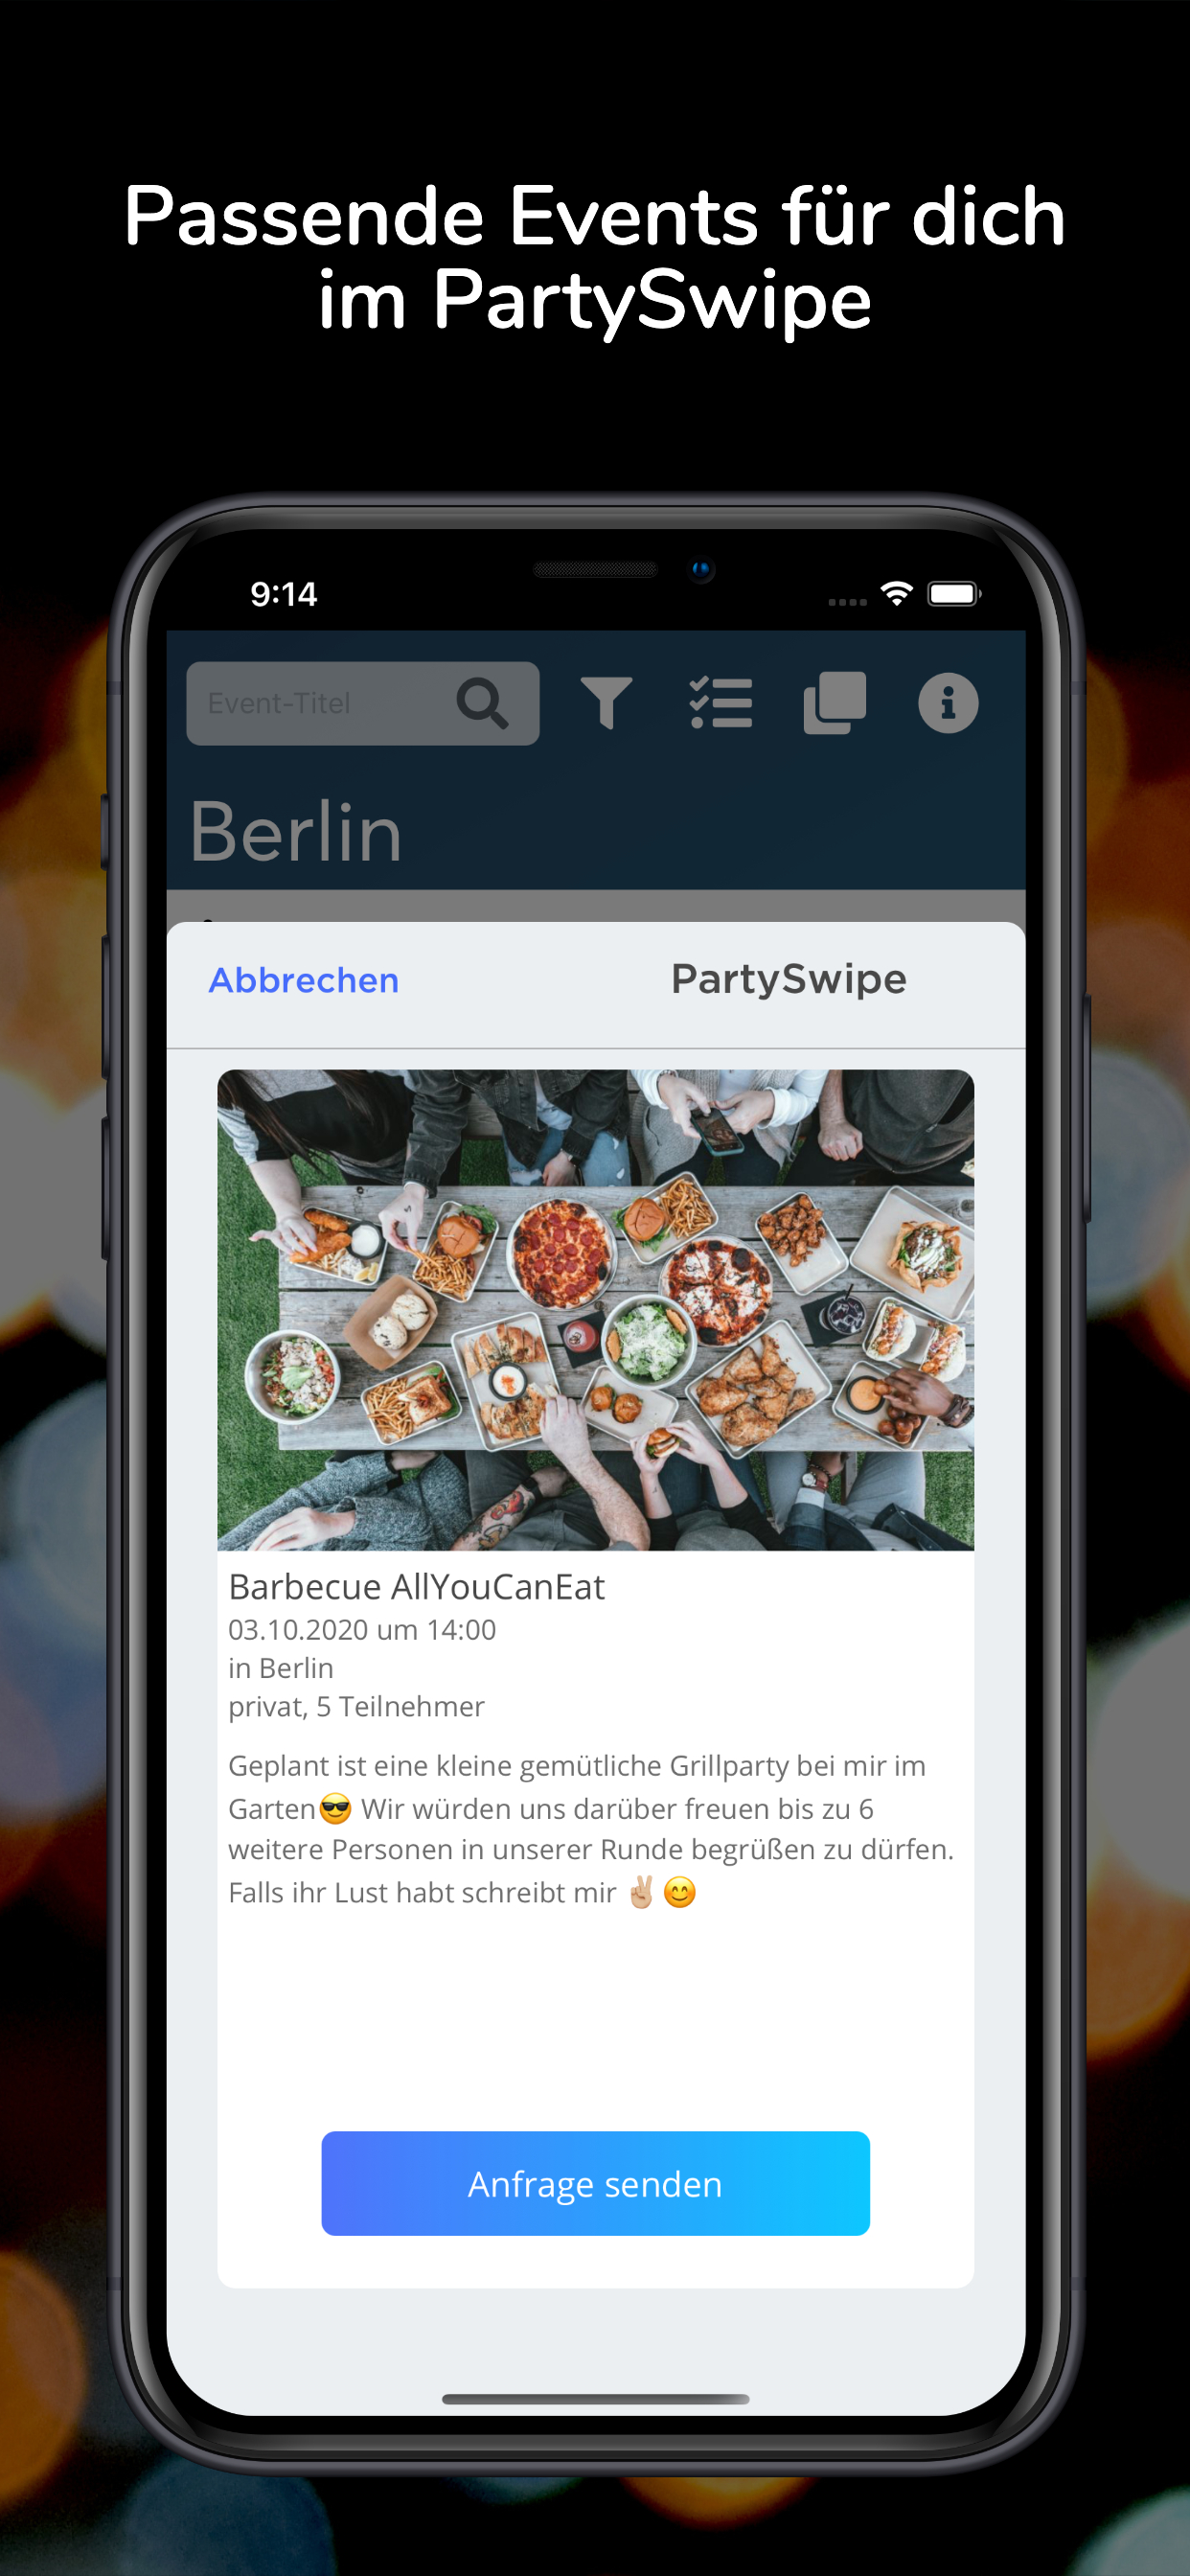 Passende Events für dich
im PartySwipe
9:14
Event-Titel
Berlin
Abbrechen
PartySwipe
Barbecue AllYouCanEat
03.10.2020 um 14:00
in Berlin
privat, 5 Teilnehmer
Geplant ist eine kleine gemütliche Grillparty bei mir im
Garten😎 Wir würden uns darüber freuen bis zu 6
weitere Personen in unserer Runde begrüßen zu dürfen.
Falls ihr Lust habt schreibt mir ✌🏼 😊
Anfrage senden